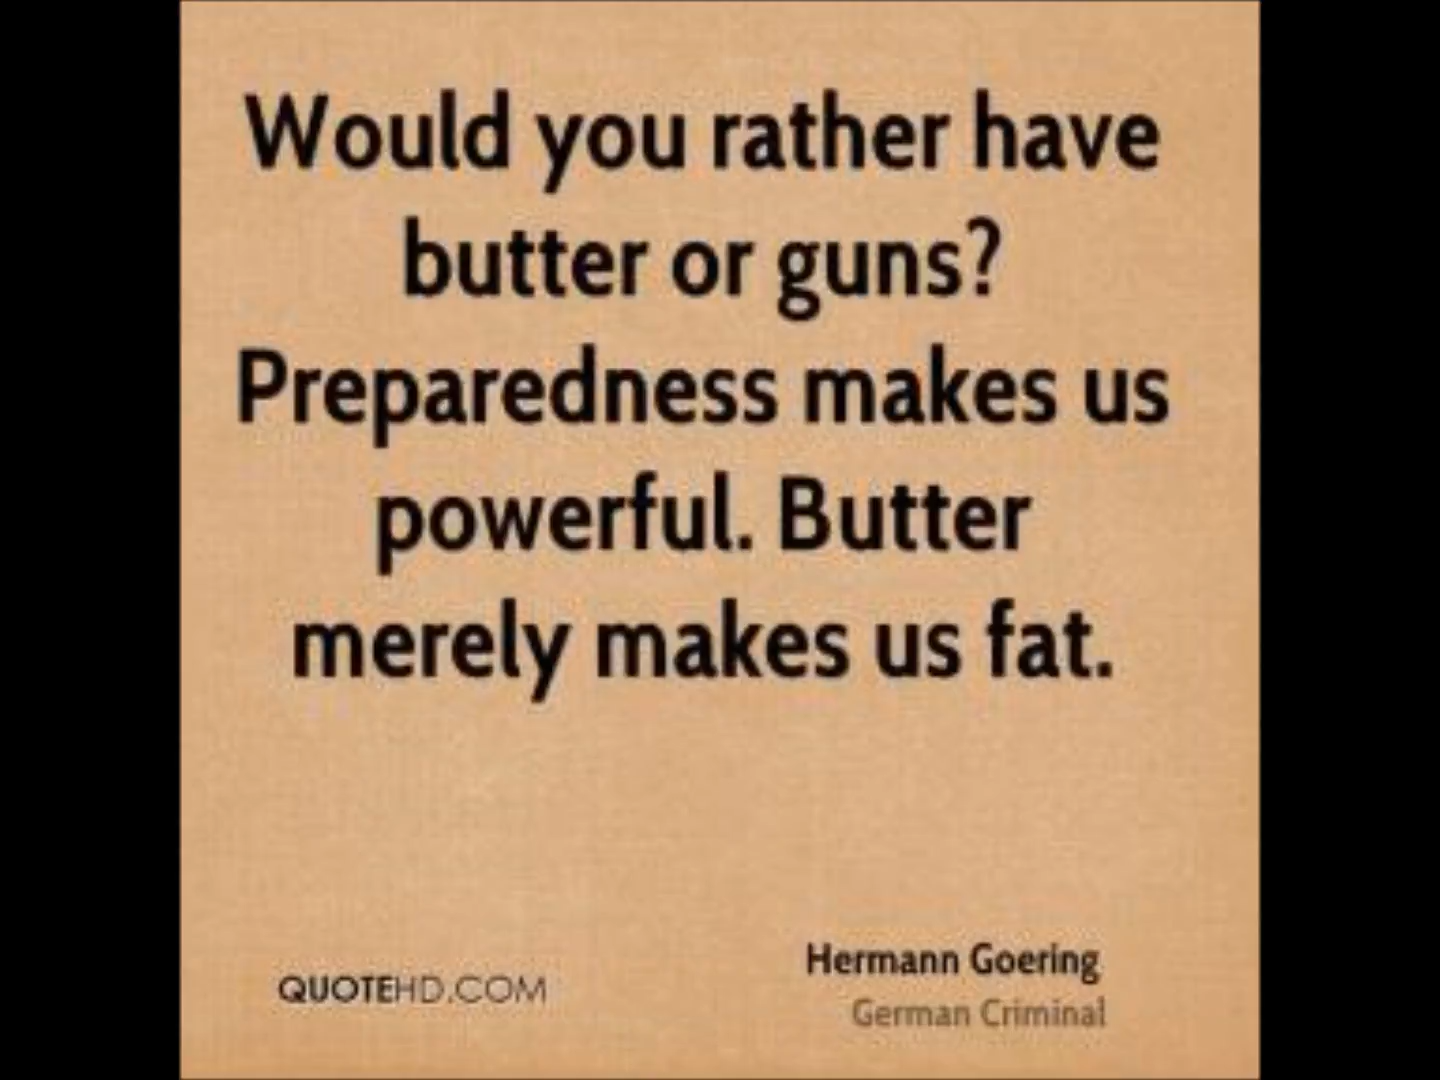 Would you rather have
butter or guns?
Preparedness makes us
powerful. Butter
merely makes us fat.
Hermann Goering
QUOTEHD.COM
German Criminal